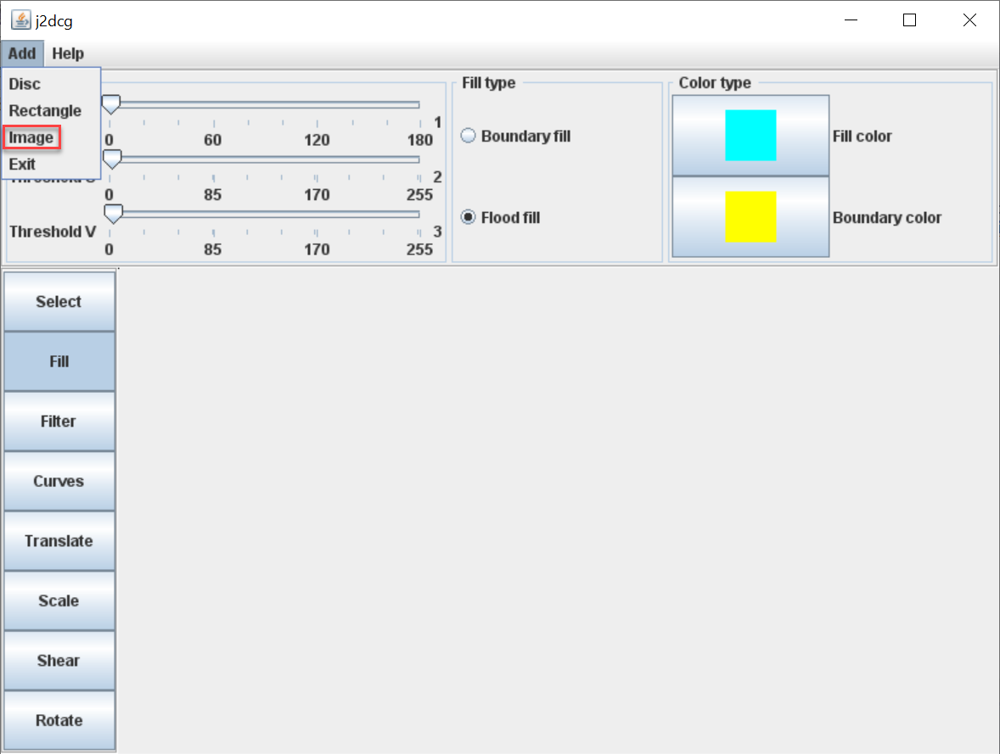 j2dcg
Add Help
Disc
Rectangle
Image
Exit
1
0 60 120 180
2
0 85 170 255
Threshold V
3
0 85 170 255
Fill type
Boundary fill
Flood fill
Color type
Fill color
Boundary color
Select
Fill
Filter
Curves
Translate
Scale
Shear
Rotate